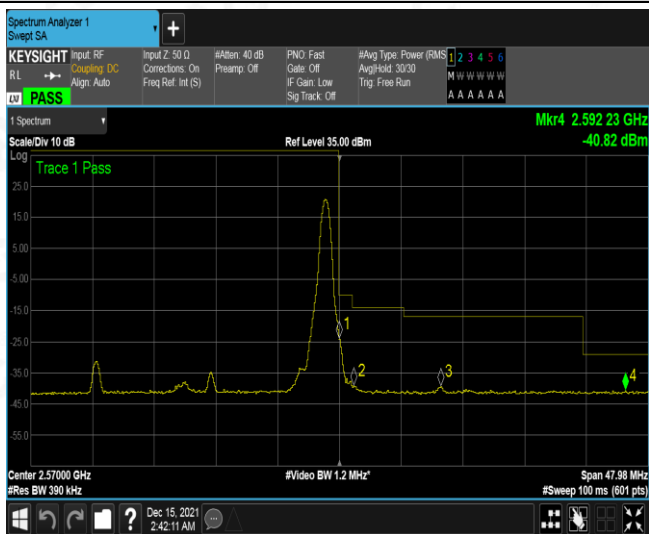 Spectrum Analyzer 1
Swept SA
KEYSIGHT
RL
LXI PASS
Input: RF
Coupling: DC
Align: Auto
Input Z: 50 Ω
Corrections: On
Freq Ref: Int (S)
#Atten: 40 dB
Preamp: Off
PNO: Fast
Gate: Off
IF Gain: Low
Sig Track: Off
#Avg Type: Power (RMS
Avg|Hold: 30/30
Trig: Free Run
1 2 3 4 5 6
M W W W W W
A A A A A A
1 Spectrum
Scale/Div 10 dB
Ref Level 35.00 dBm
Mkr4 2.592 23 GHz
-40.82 dBm
Log
Trace 1 Pass
25.0
15.0
5.00
-5.00
-15.0
-25.0
-35.0
-45.0
-55.0
1
2
3
4
Center 2.57000 GHz
#Video BW 1.2 MHz*
Span 47.98 MHz
#Res BW 390 kHz
#Sweep 100 ms (601 pts)
?
Dec 15, 2021
2:42:11 AM